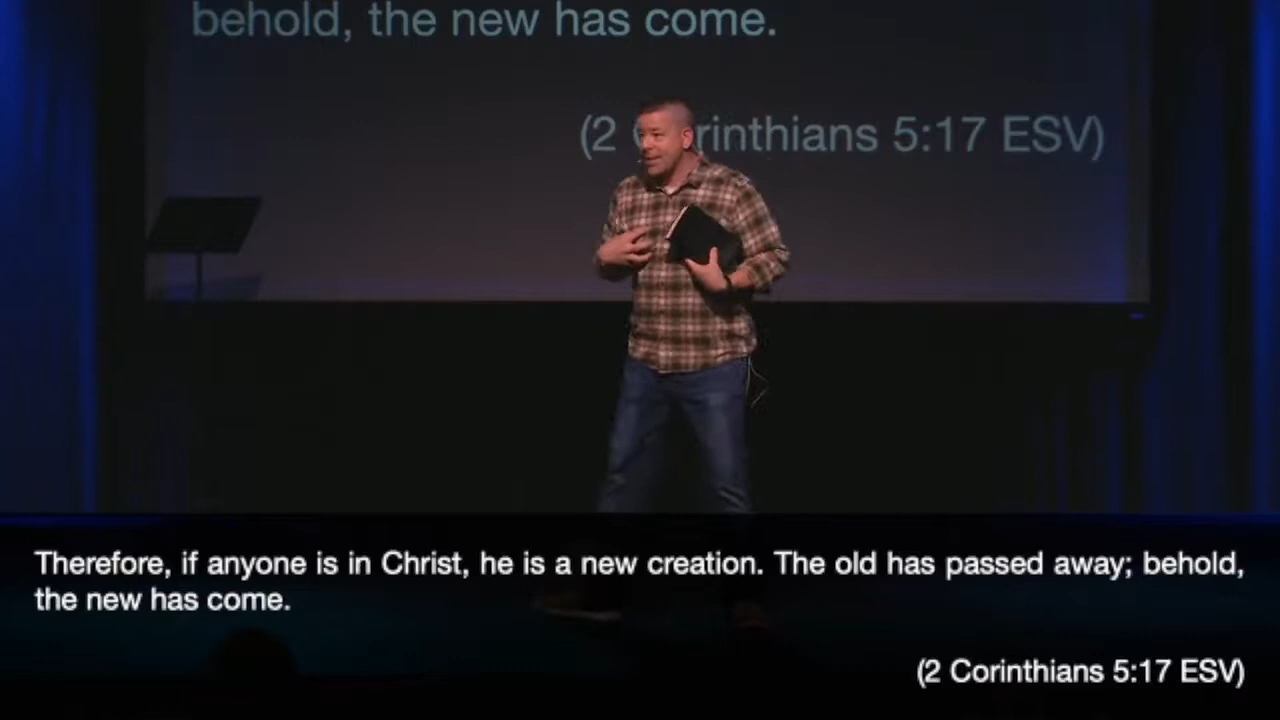 behold, the new has come.
(2 rinthians 5:17 ESV)
Therefore, if anyone is in Christ, he is a new creation. The old has passed away; behold,
the new has come.
(2 Corinthians 5:17 ESV)